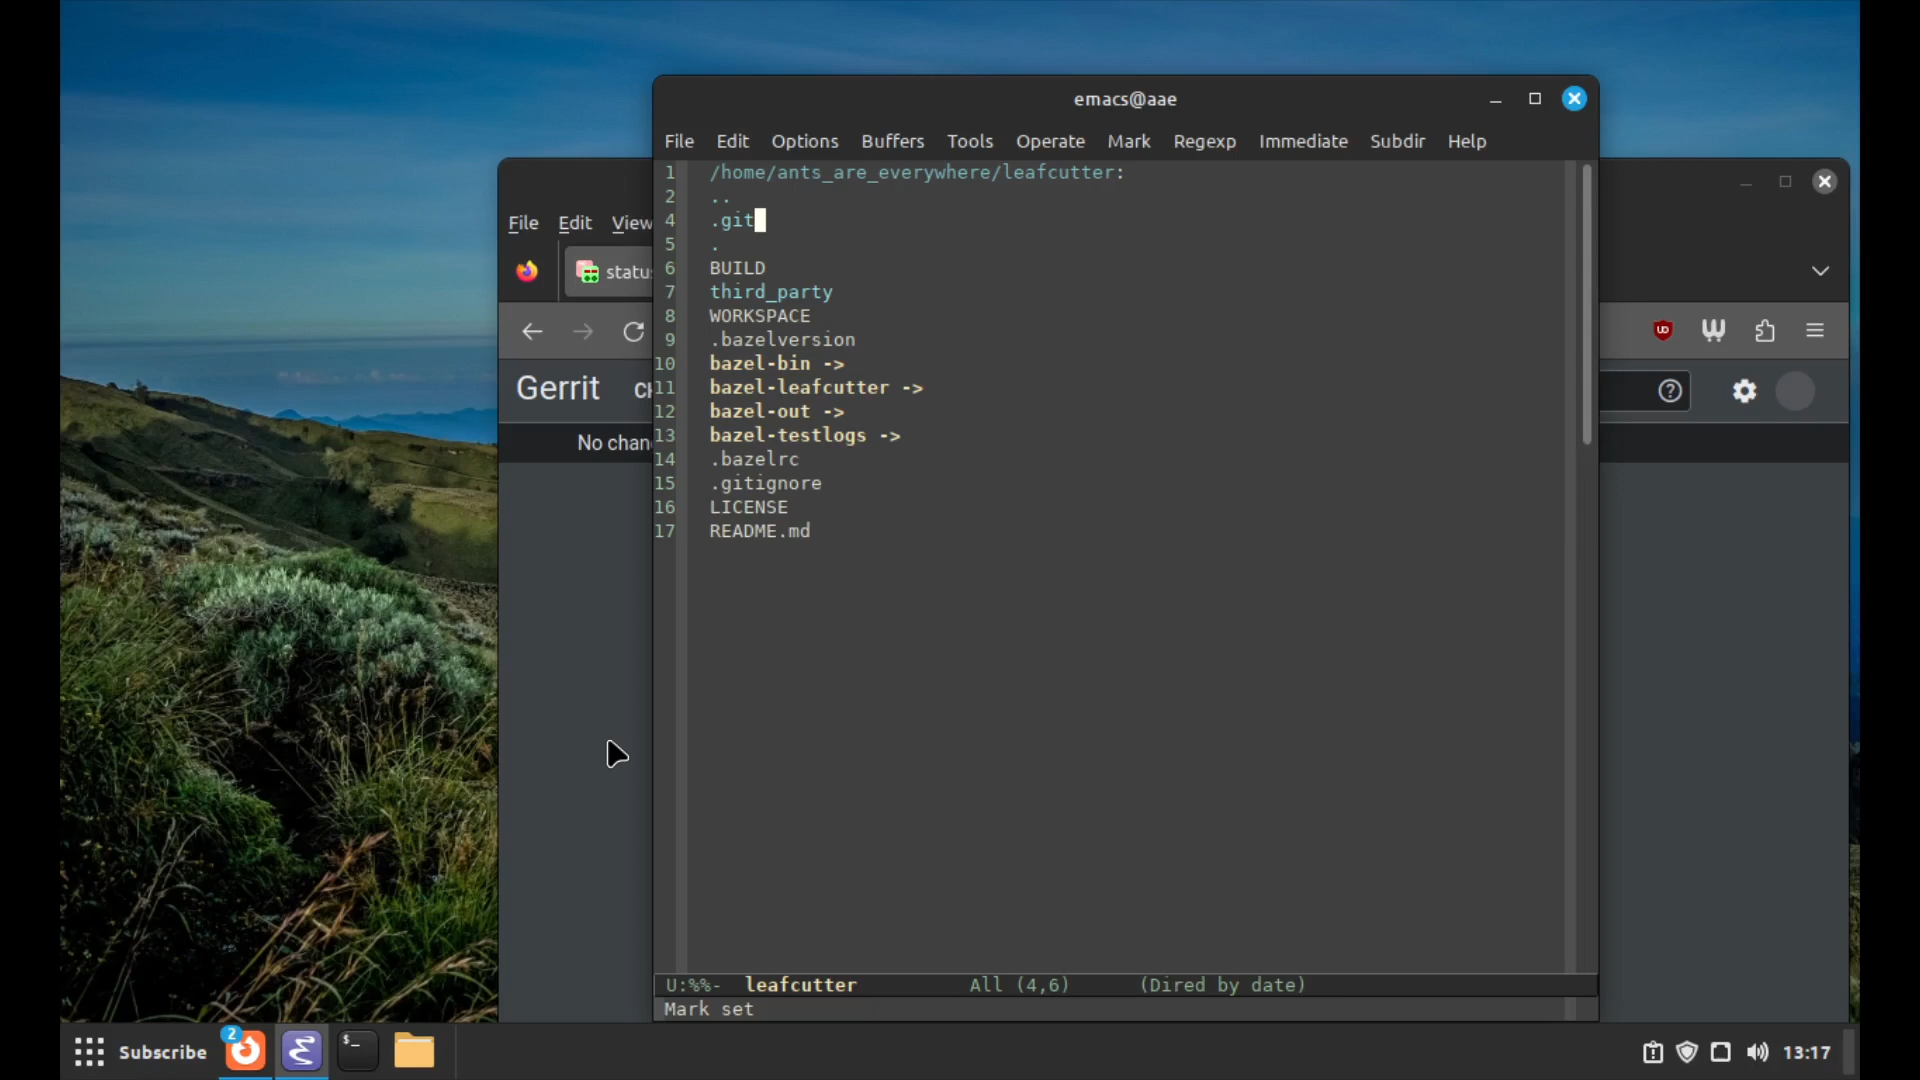 emacs@aae
File Edit Options Buffers Tools Operate Mark Regexp Immediate Subdir Help
1 /home/ants_are_everywhere/leafcutter:
2 ..
4 .git
5 .
6 BUILD
7 third_party
8 WORKSPACE
9 .bazelversion
10 bazel-bin ->
11 bazel-leafcutter ->
12 bazel-out ->
13 bazel-testlogs ->
14 .bazelrc
15 .gitignore
16 LICENSE
17 README.md
U:%%- leafcutter All (4,6) (Dired by date)
Mark set
File Edit View
statu
Gerrit CH
No chan
Subscribe 2 $_ 13:17